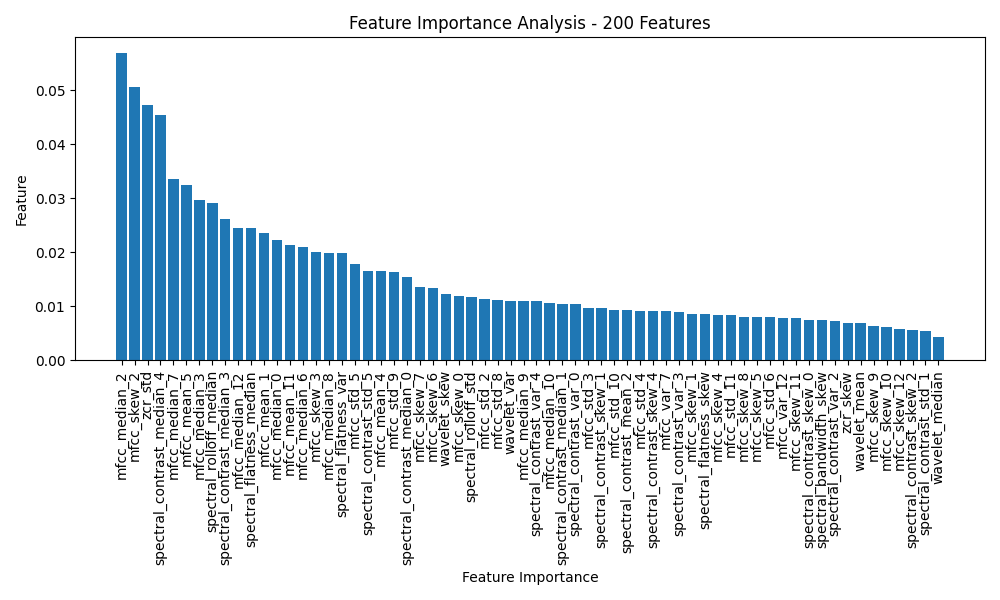 Feature Importance Analysis - 200 Features
Feature
0.05
0.04
0.03
0.02
0.01
0.00
mfcc_median_2
mfcc_skew_2
zcr_std
spectral_contrast_median_4
mfcc_median_7
mfcc_mean_5
mfcc_median_3
spectral_rolloff_median
spectral_contrast_median_3
mfcc_median_12
spectral_flatness_median
mfcc_mean_1
mfcc_median_0
mfcc_mean_11
mfcc_median_6
mfcc_skew_3
mfcc_median_8
spectral_flatness_var
mfcc_std_5
spectral_contrast_std_5
mfcc_mean_4
mfcc_std_9
spectral_contrast_median_0
mfcc_skew_7
mfcc_skew_6
wavelet_skew
mfcc_skew_0
spectral_rolloff_std
mfcc_std_2
mfcc_std_8
wavelet_var
mfcc_median_9
spectral_contrast_var_4
mfcc_median_10
spectral_contrast_median_1
spectral_contrast_var_0
mfcc_std_3
spectral_contrast_skew_1
mfcc_std_10
spectral_contrast_mean_2
mfcc_std_4
spectral_contrast_skew_4
mfcc_var_7
spectral_contrast_var_3
mfcc_skew_1
spectral_flatness_skew
mfcc_skew_4
mfcc_std_11
mfcc_skew_8
mfcc_skew_5
mfcc_std_6
mfcc_var_12
mfcc_skew_11
spectral_contrast_skew_0
spectral_bandwidth_skew
spectral_contrast_var_2
zcr_skew
wavelet_mean
mfcc_skew_9
mfcc_skew_10
mfcc_skew_12
spectral_contrast_skew_2
spectral_contrast_std_1
wavelet_median
Feature Importance